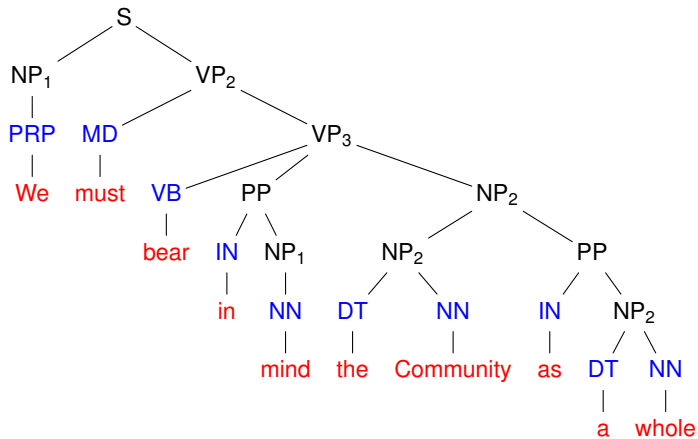 S
NP₁ VP₂
PRP MD VP₃
We must VB PP NP₂
bear IN NP₁ NP₂ PP
in NN DT NN IN NP₂
mind the Community as DT NN
a whole